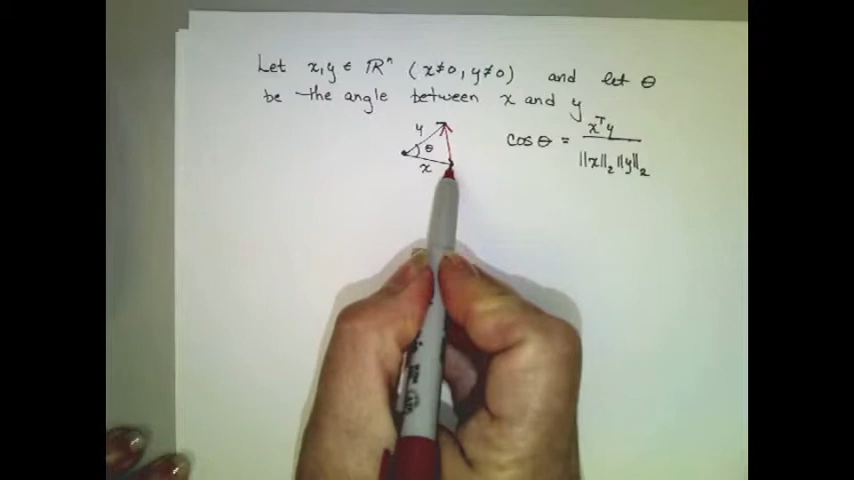 Let x,y ∈ ℝⁿ (x≠0, y≠0) and let θ
be the angle between x and y
y
θ
x
cos θ = xᵀy / ||x||₂ ||y||₂